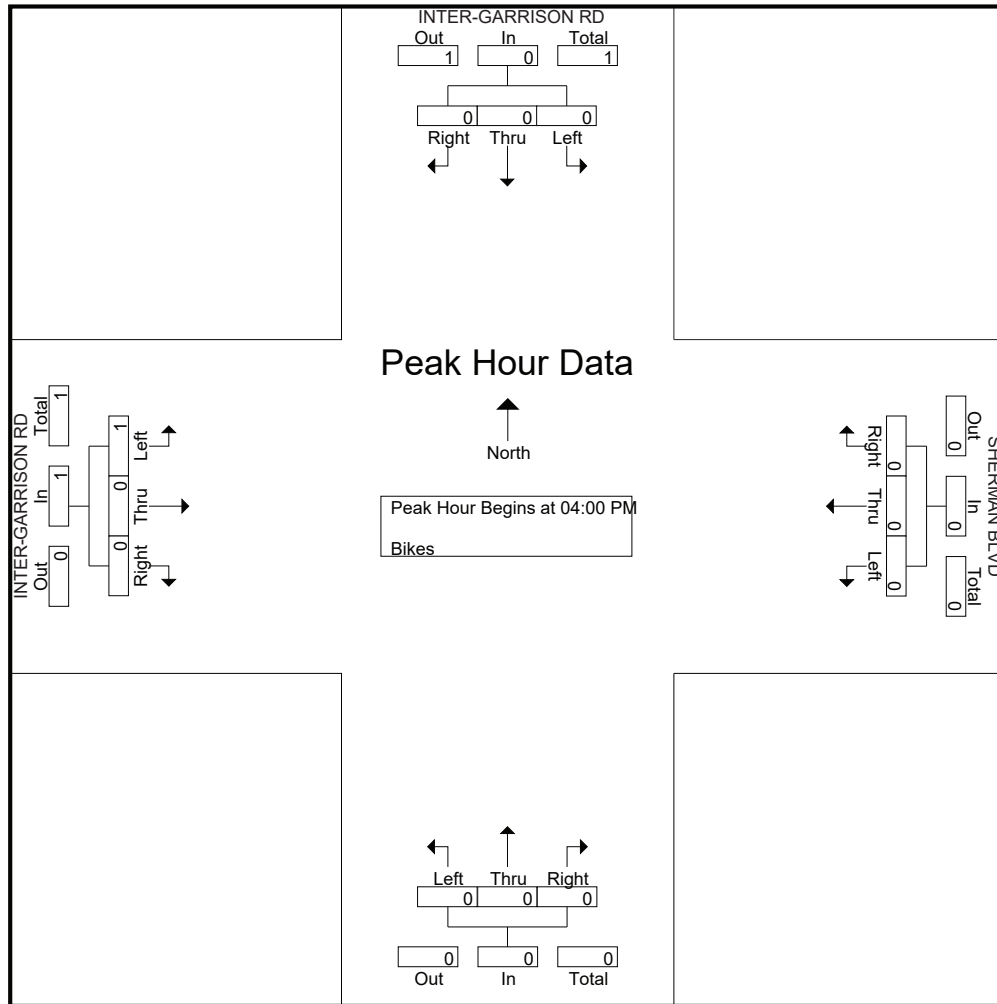 INTER-GARRISON RD
Out In Total
1 0 1
0 0 0
Right Thru Left
Peak Hour Data
North
Peak Hour Begins at 04:00 PM
Bikes
INTER-GARRISON RD
Out In Total
0 1 1
Right Thru Left
0 0 1
SHERMAN BLVD
Out In Total
0 0 0
Right Thru Left
0 0 0
Left Thru Right
0 0 0
0 0 0
Out In Total